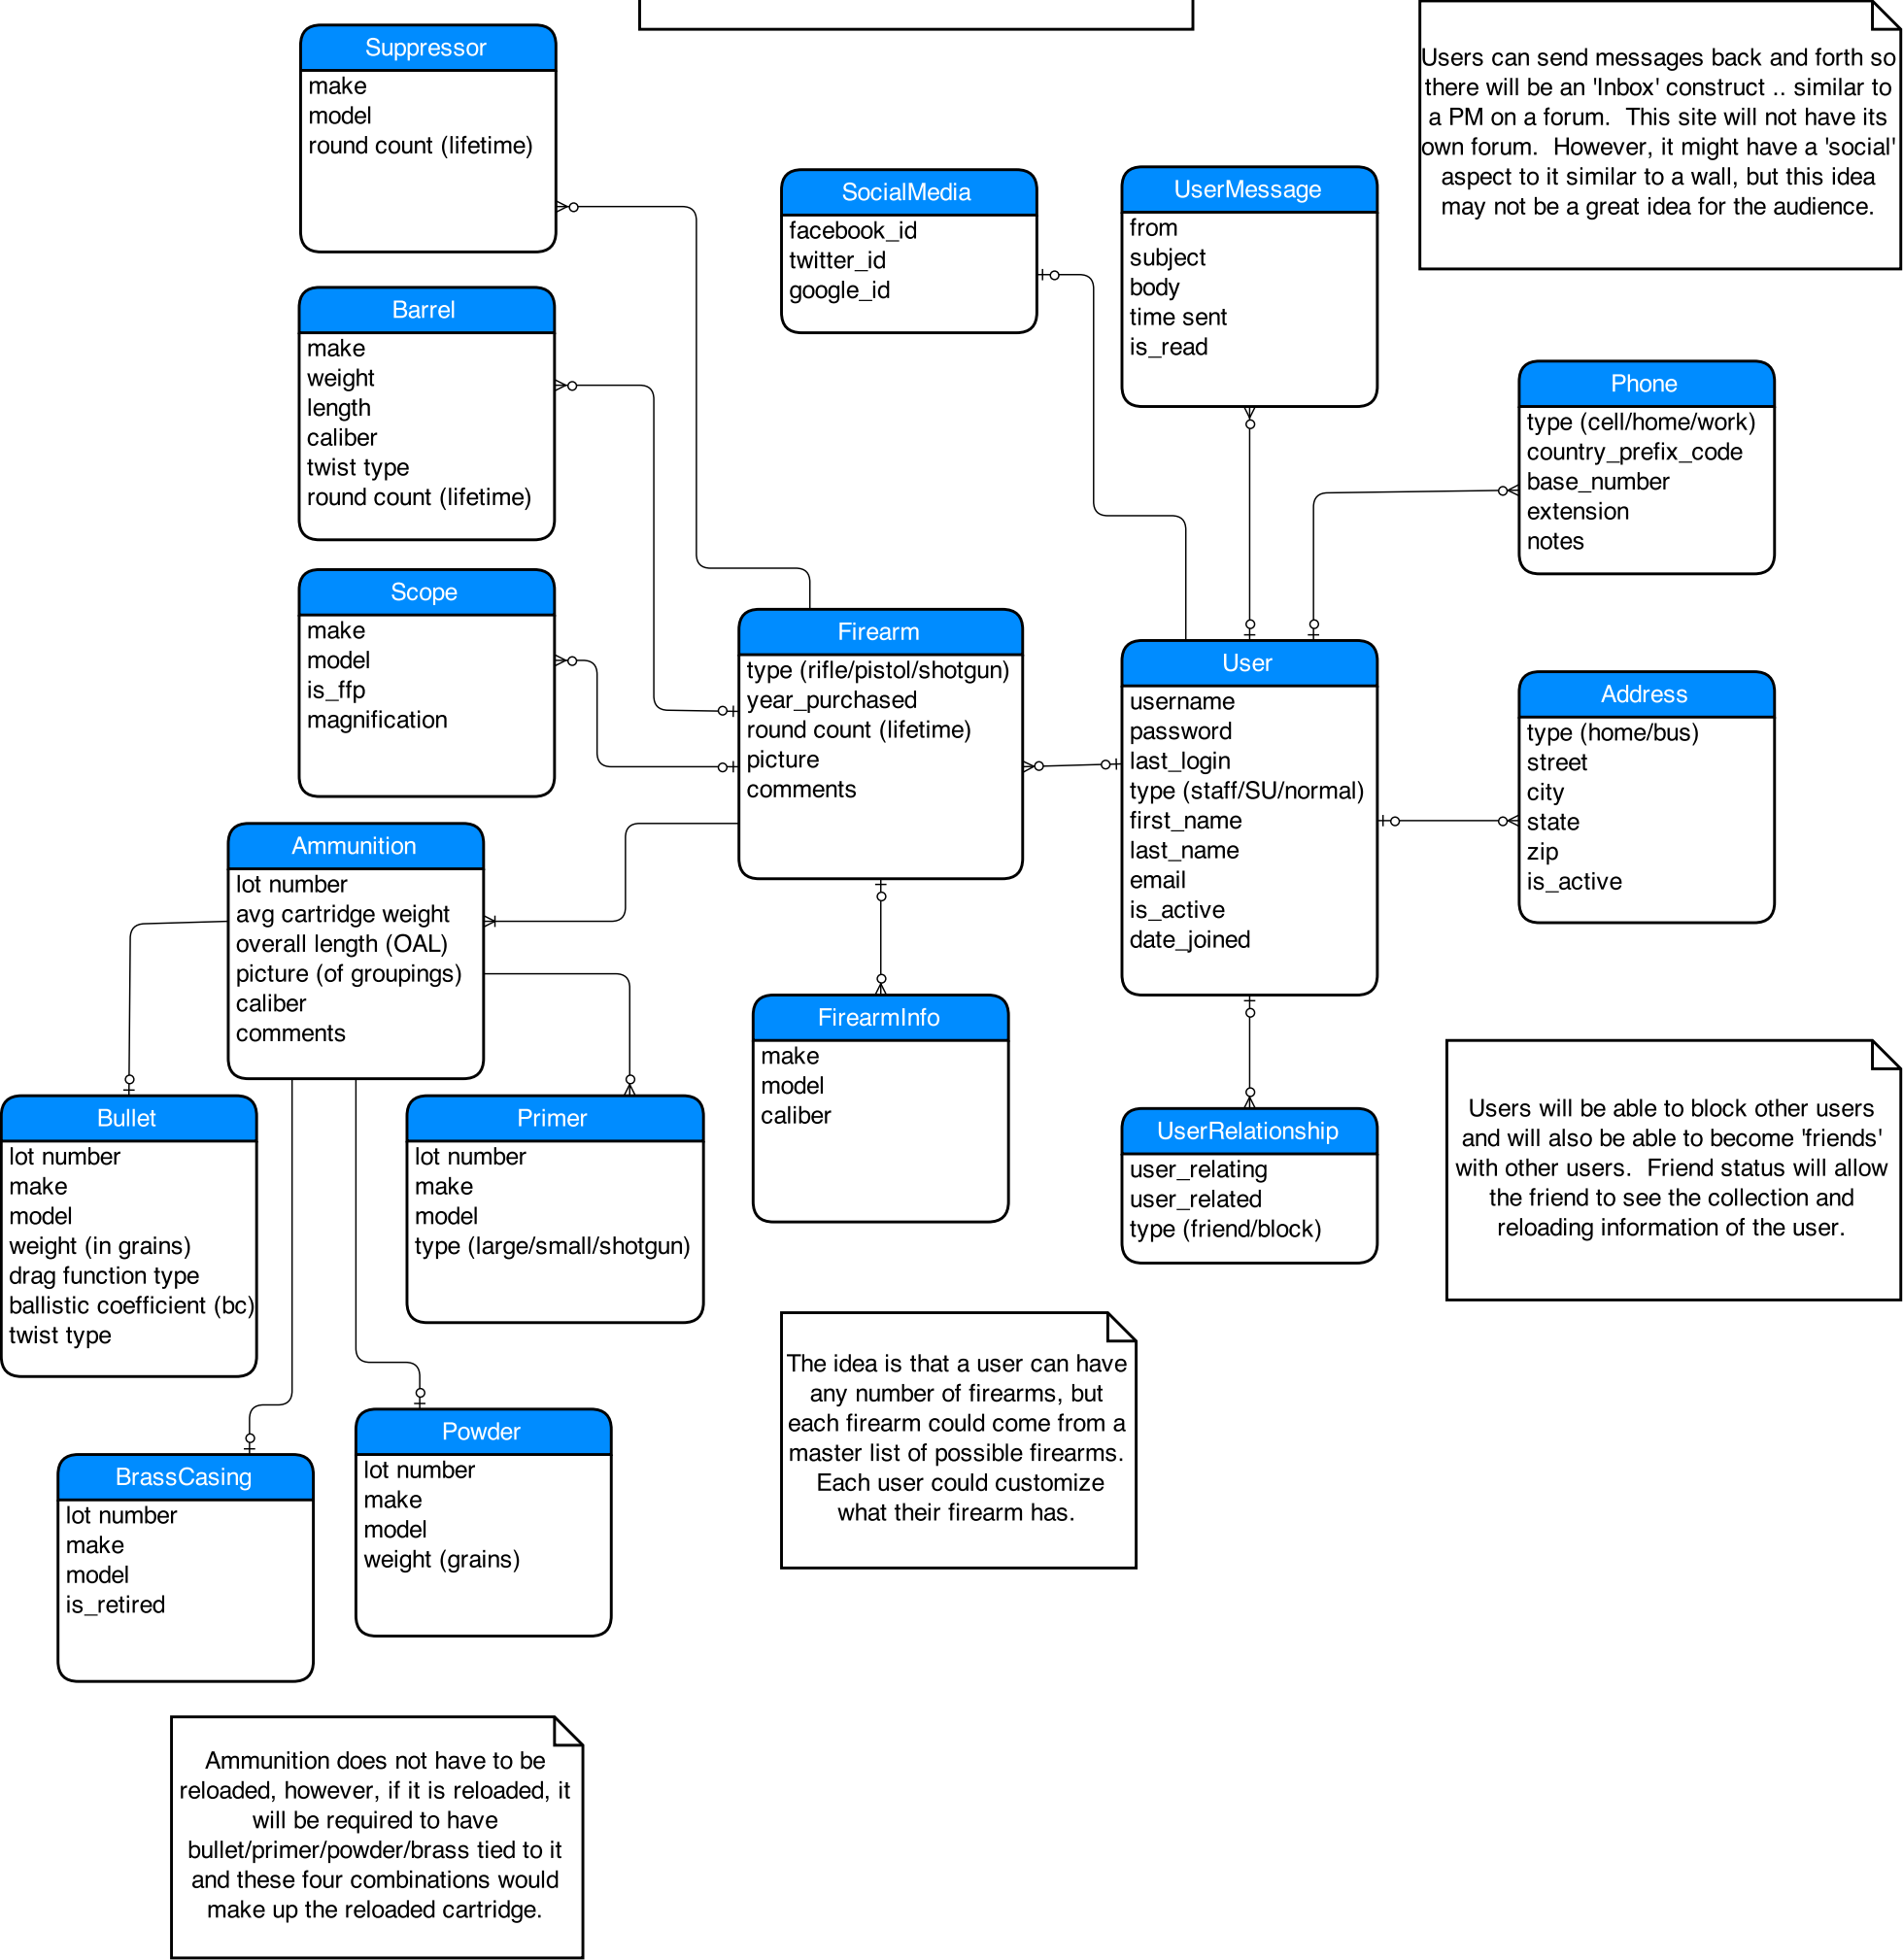 Suppressor
make
model
round count (lifetime)
Users can send messages back and forth so
there will be an 'Inbox' construct .. similar to
a PM on a forum.  This site will not have its
own forum.  However, it might have a 'social'
aspect to it similar to a wall, but this idea
may not be a great idea for the audience.
SocialMedia
facebook_id
twitter_id
google_id
UserMessage
from
subject
body
time sent
is_read
Barrel
make
weight
length
caliber
twist type
round count (lifetime)
Phone
type (cell/home/work)
country_prefix_code
base_number
extension
notes
Scope
make
model
is_ffp
magnification
Firearm
type (rifle/pistol/shotgun)
year_purchased
round count (lifetime)
picture
comments
User
username
password
last_login
type (staff/SU/normal)
first_name
last_name
email
is_active
date_joined
Address
type (home/bus)
street
city
state
zip
is_active
Ammunition
lot number
avg cartridge weight
overall length (OAL)
picture (of groupings)
caliber
comments
FirearmInfo
make
model
caliber
Bullet
lot number
make
model
weight (in grains)
drag function type
ballistic coefficient (bc)
twist type
Primer
lot number
make
model
type (large/small/shotgun)
UserRelationship
user_relating
user_related
type (friend/block)
Users will be able to block other users
and will also be able to become 'friends'
with other users.  Friend status will allow
the friend to see the collection and
reloading information of the user.
The idea is that a user can have
any number of firearms, but
each firearm could come from a
master list of possible firearms.
Each user could customize
what their firearm has.
Powder
lot number
make
model
weight (grains)
BrassCasing
lot number
make
model
is_retired
Ammunition does not have to be
reloaded, however, if it is reloaded, it
will be required to have
bullet/primer/powder/brass tied to it
and these four combinations would
make up the reloaded cartridge.